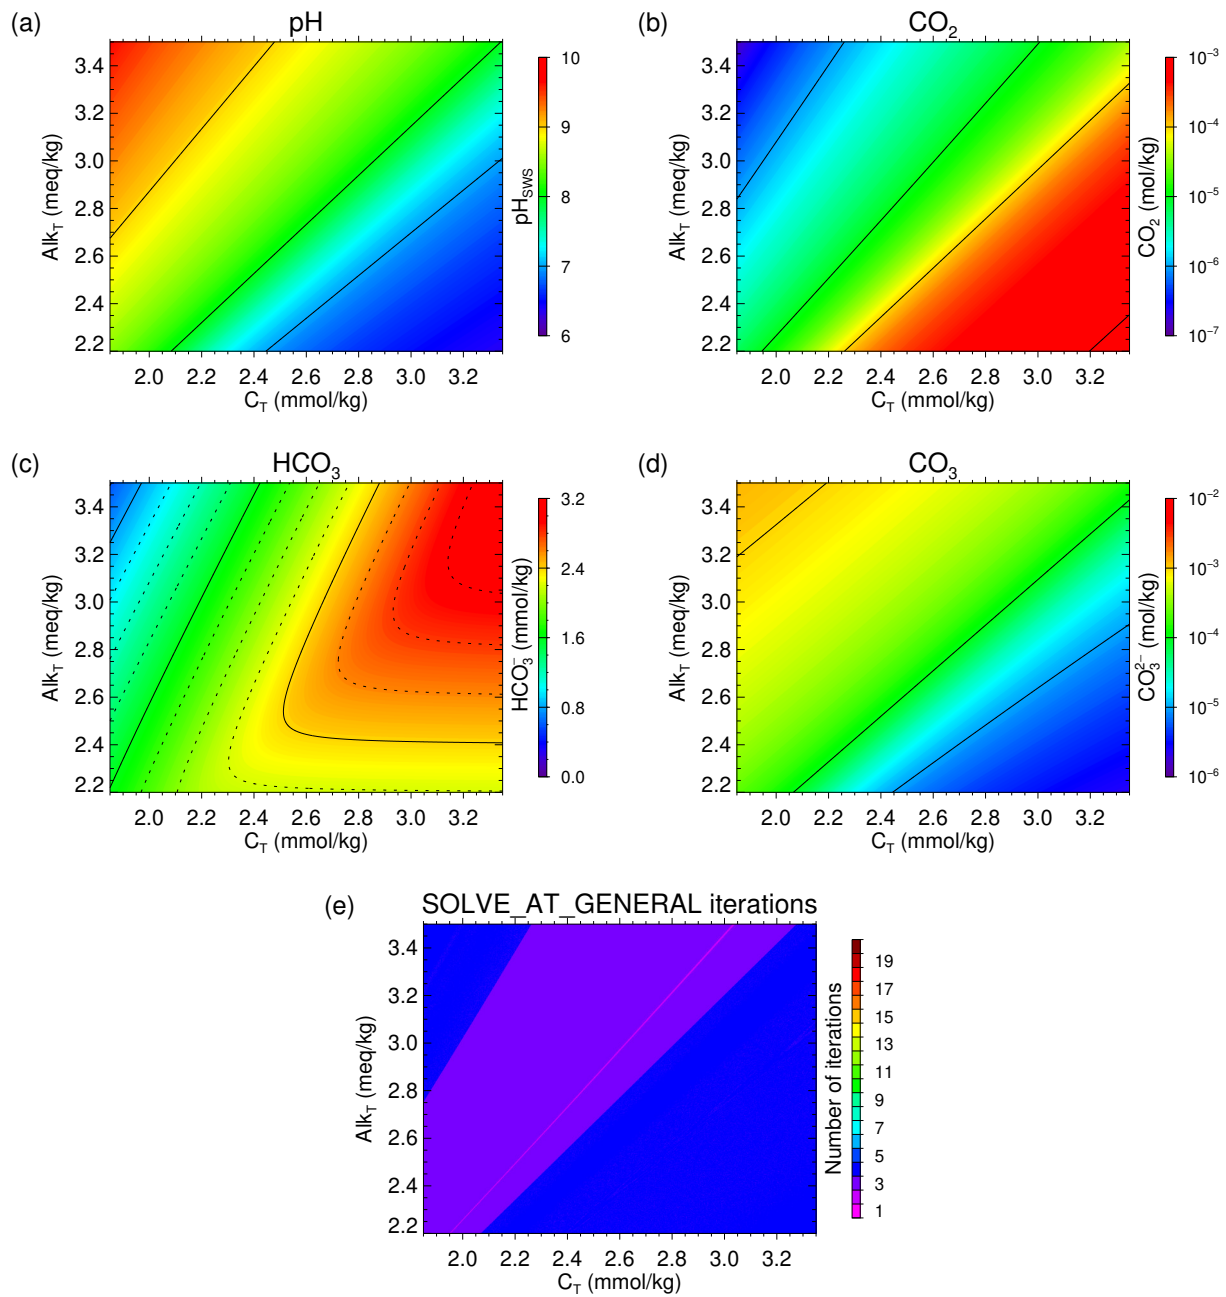 (a) pH
3.4
3.2
3.0
2.8
2.6
2.4
2.2
Alk_T (meq/kg)
2.0 2.2 2.4 2.6 2.8 3.0 3.2
C_T (mmol/kg)
10
9
8
7
6
pH_SWS
(b) CO₂
3.4
3.2
3.0
2.8
2.6
2.4
2.2
Alk_T (meq/kg)
2.0 2.2 2.4 2.6 2.8 3.0 3.2
C_T (mmol/kg)
10⁻³
10⁻⁴
10⁻⁵
10⁻⁶
10⁻⁷
CO₂ (mol/kg)
(c) HCO₃
3.4
3.2
3.0
2.8
2.6
2.4
2.2
Alk_T (meq/kg)
2.0 2.2 2.4 2.6 2.8 3.0 3.2
C_T (mmol/kg)
3.2
2.4
1.6
0.8
0.0
HCO₃⁻ (mmol/kg)
(d) CO₃
3.4
3.2
3.0
2.8
2.6
2.4
2.2
Alk_T (meq/kg)
2.0 2.2 2.4 2.6 2.8 3.0 3.2
C_T (mmol/kg)
10⁻²
10⁻³
10⁻⁴
10⁻⁵
10⁻⁶
CO₃²⁻ (mol/kg)
(e) SOLVE_AT_GENERAL iterations
3.4
3.2
3.0
2.8
2.6
2.4
2.2
Alk_T (meq/kg)
2.0 2.2 2.4 2.6 2.8 3.0 3.2
C_T (mmol/kg)
19
17
15
13
11
9
7
5
3
1
Number of iterations